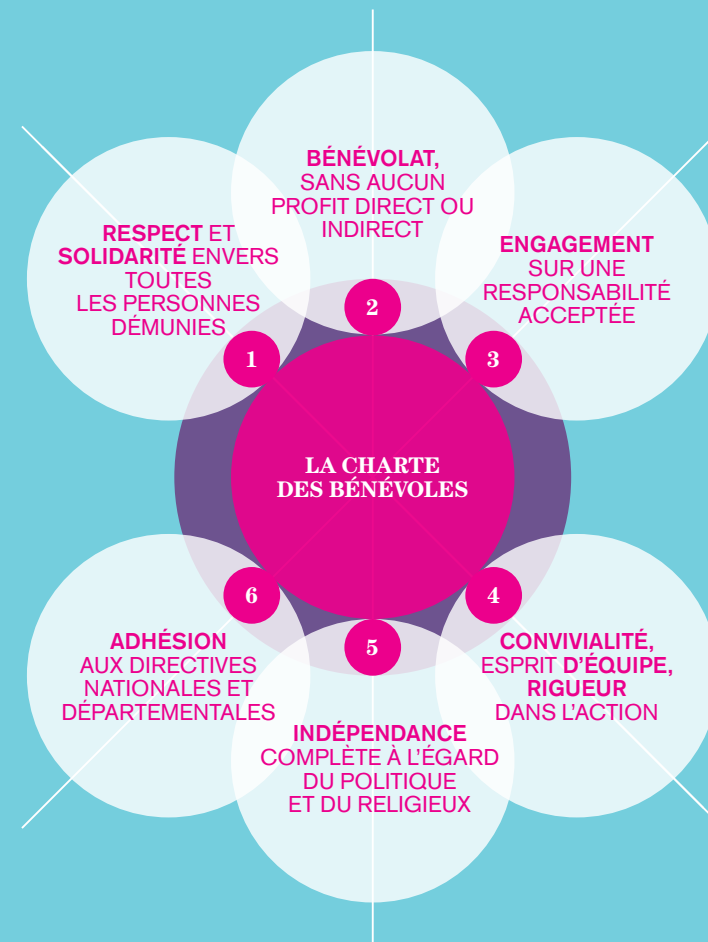 LA CHARTE
DES BÉNÉVOLES
1
RESPECT ET
SOLIDARITÉ ENVERS
TOUTES
LES PERSONNES
DÉMUNIES
2
BÉNÉVOLAT,
SANS AUCUN
PROFIT DIRECT OU
INDIRECT
3
ENGAGEMENT
SUR UNE
RESPONSABILITÉ
ACCEPTÉE
4
CONVIVIALITÉ,
ESPRIT D'ÉQUIPE,
RIGUEUR
DANS L'ACTION
5
INDÉPENDANCE
COMPLÈTE À L'ÉGARD
DU POLITIQUE
ET DU RELIGIEUX
6
ADHÉSION
AUX DIRECTIVES
NATIONALES ET
DÉPARTEMENTALES